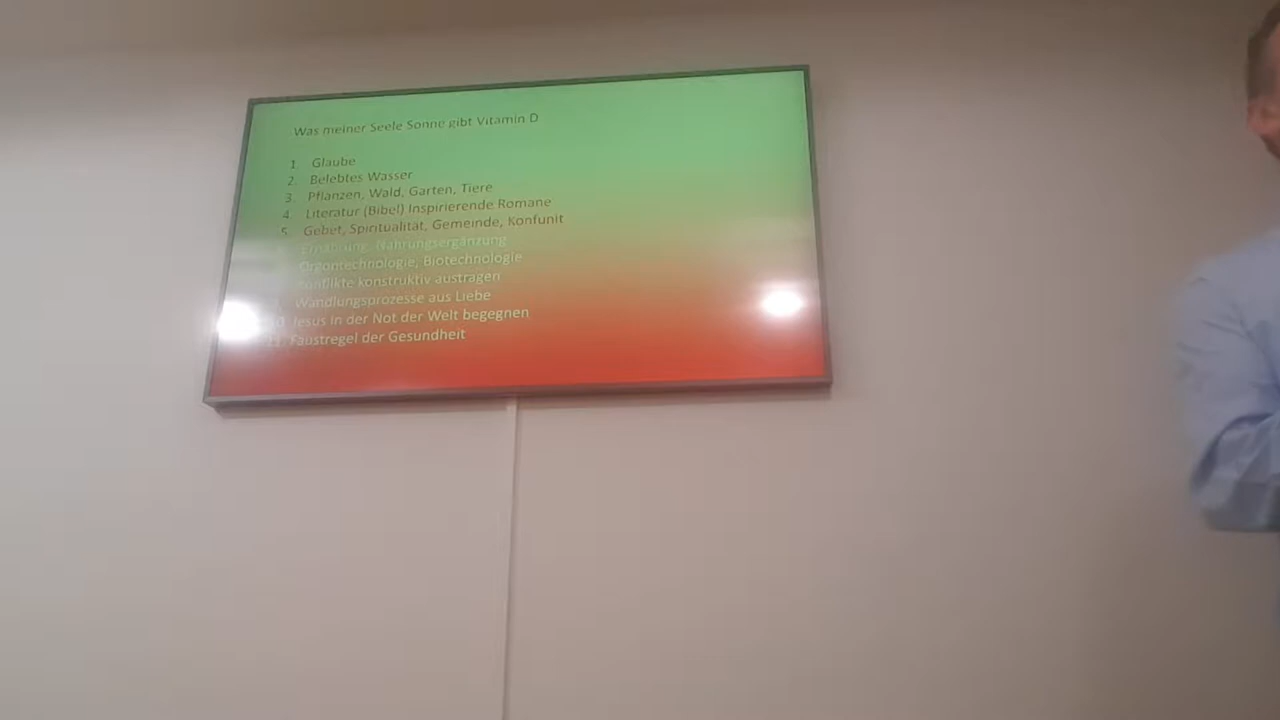 Was meiner Seele Sonne gibt Vitamin D
1. Glaube
2. Belebtes Wasser
3. Pflanzen, Wald, Garten, Tiere
4. Literatur (Bibel) Inspirierende Romane
5. Gebet, Spiritualität, Gemeinde, Konfunit
Ernährung, Nahrungsergänzung
Orgontechnologie, Biotechnologie
Konflikte konstruktiv austragen
Wandlungsprozesse aus Liebe
Jesus in der Not der Welt begegnen
11. Faustregel der Gesundheit